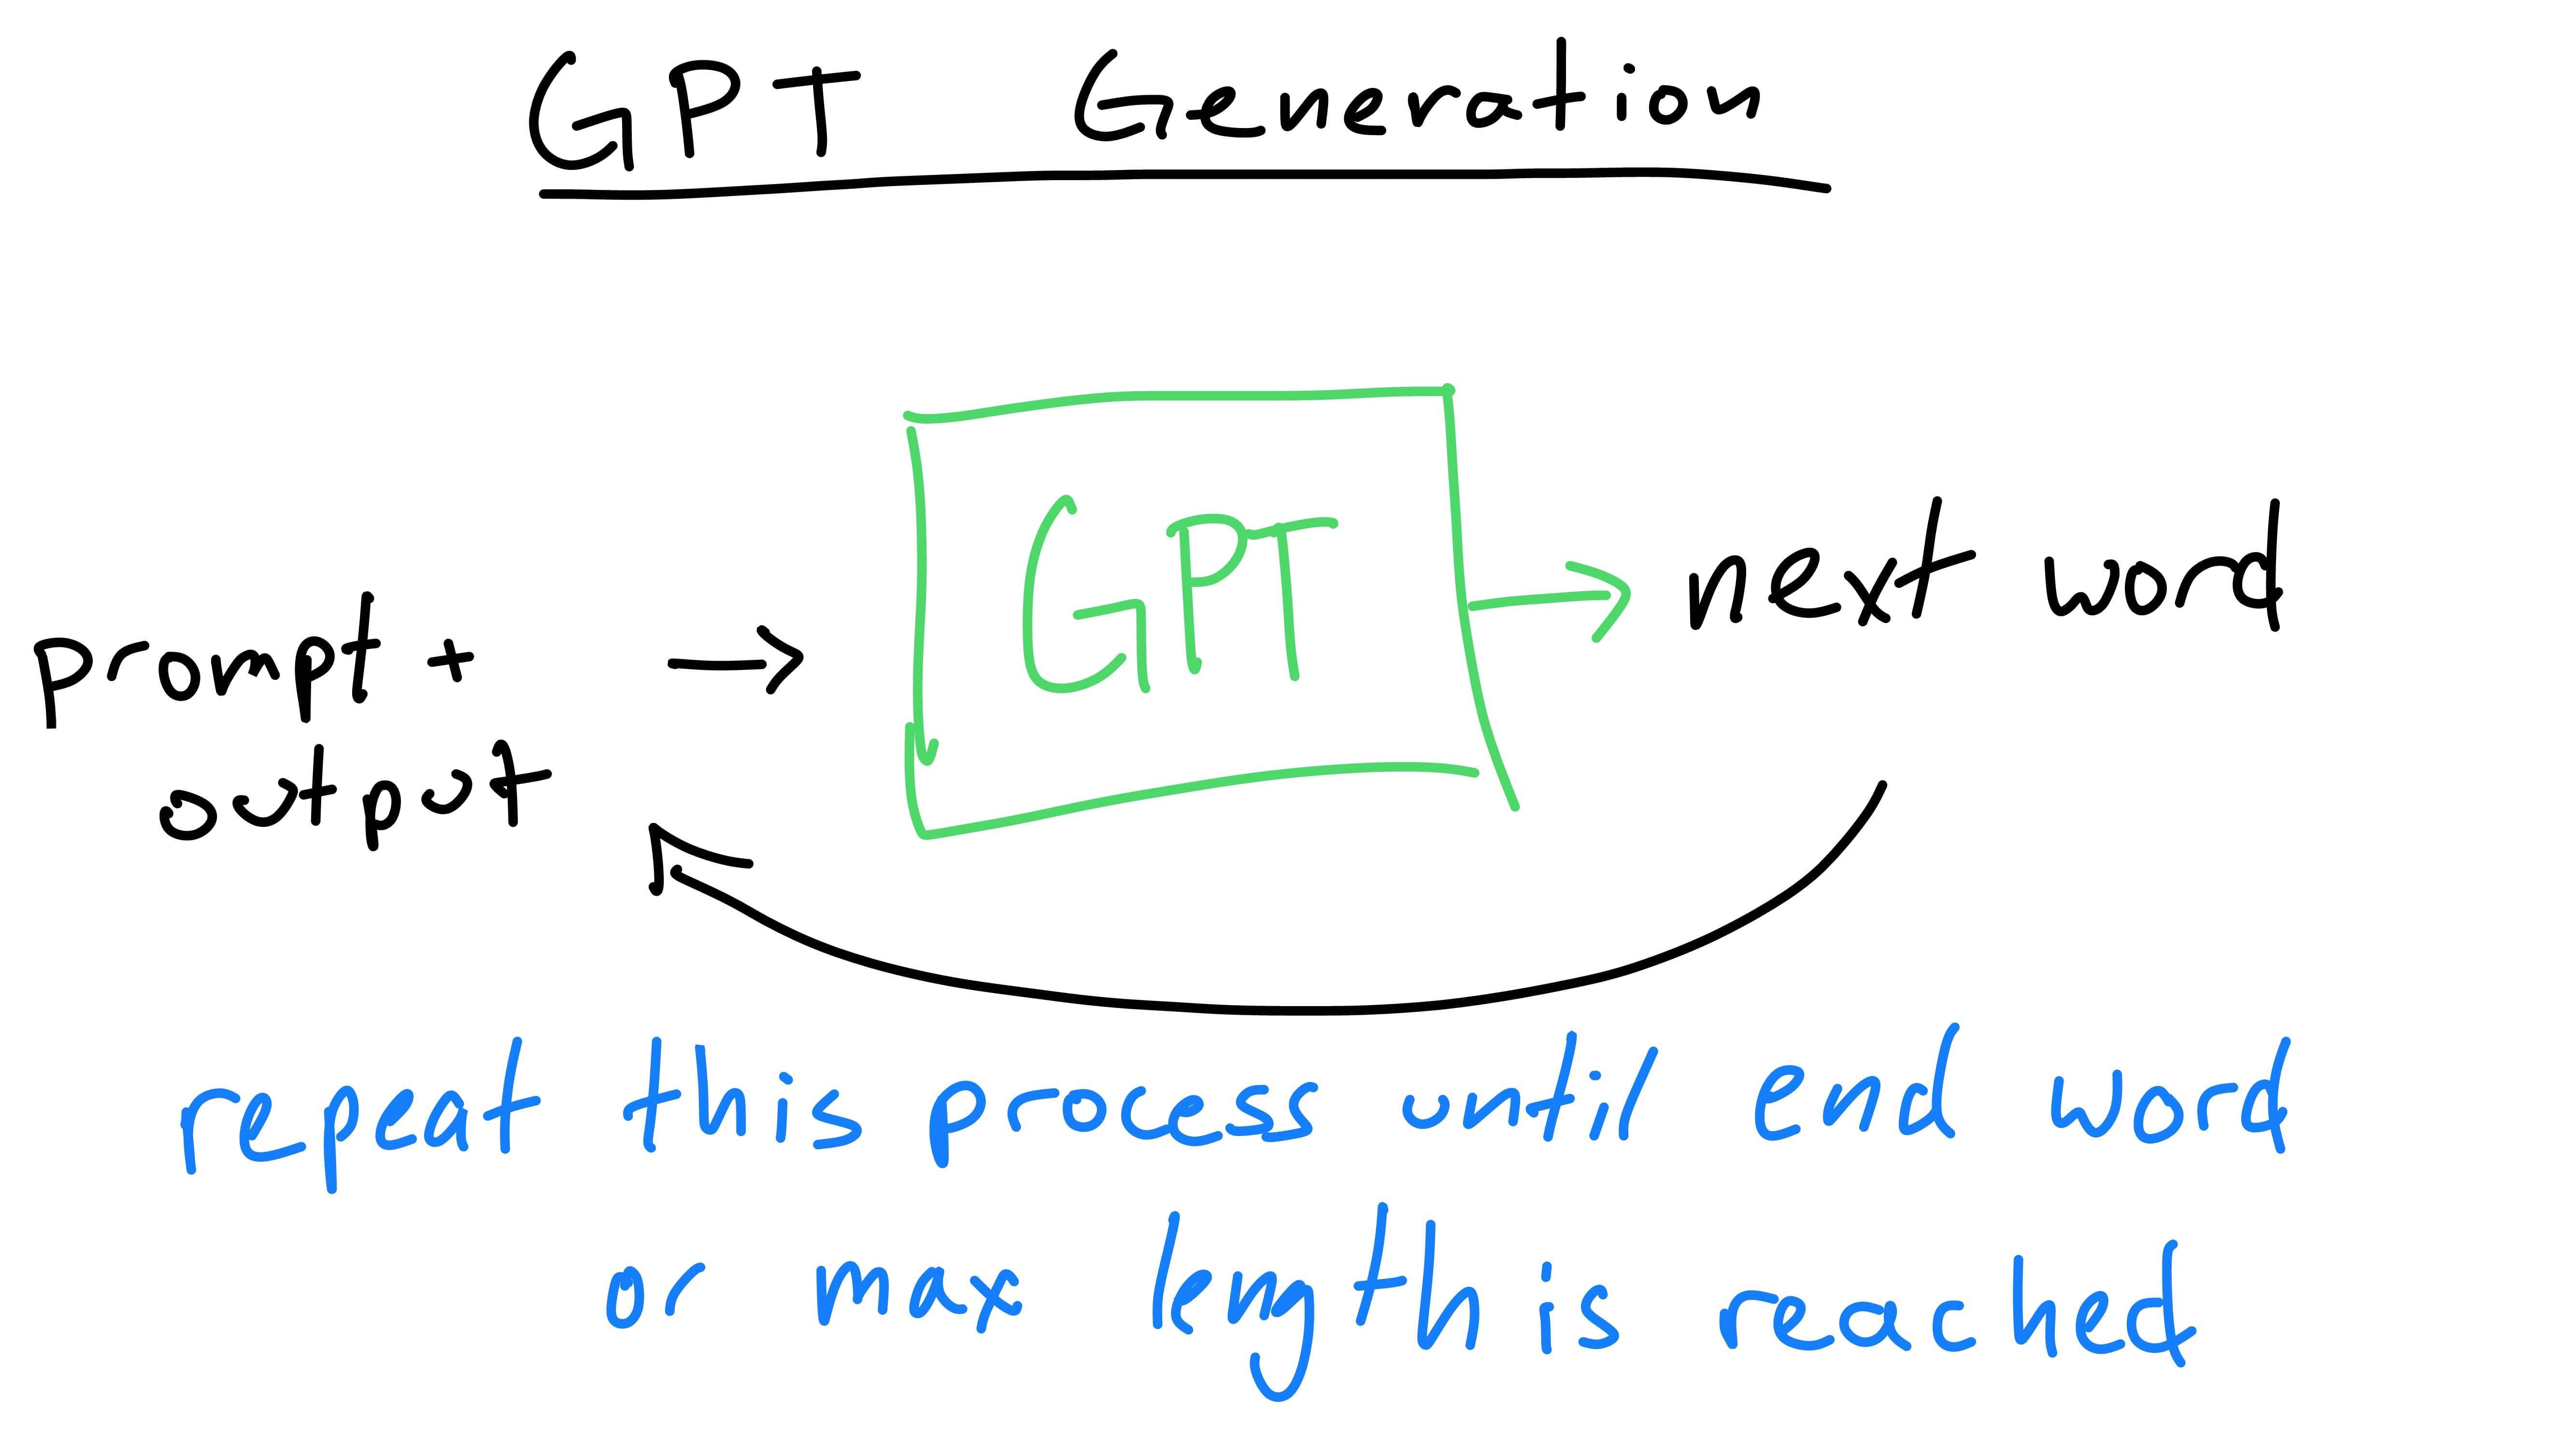 GPT Generation
prompt +
output
GPT
next word
repeat this process until end word
or max length is reached